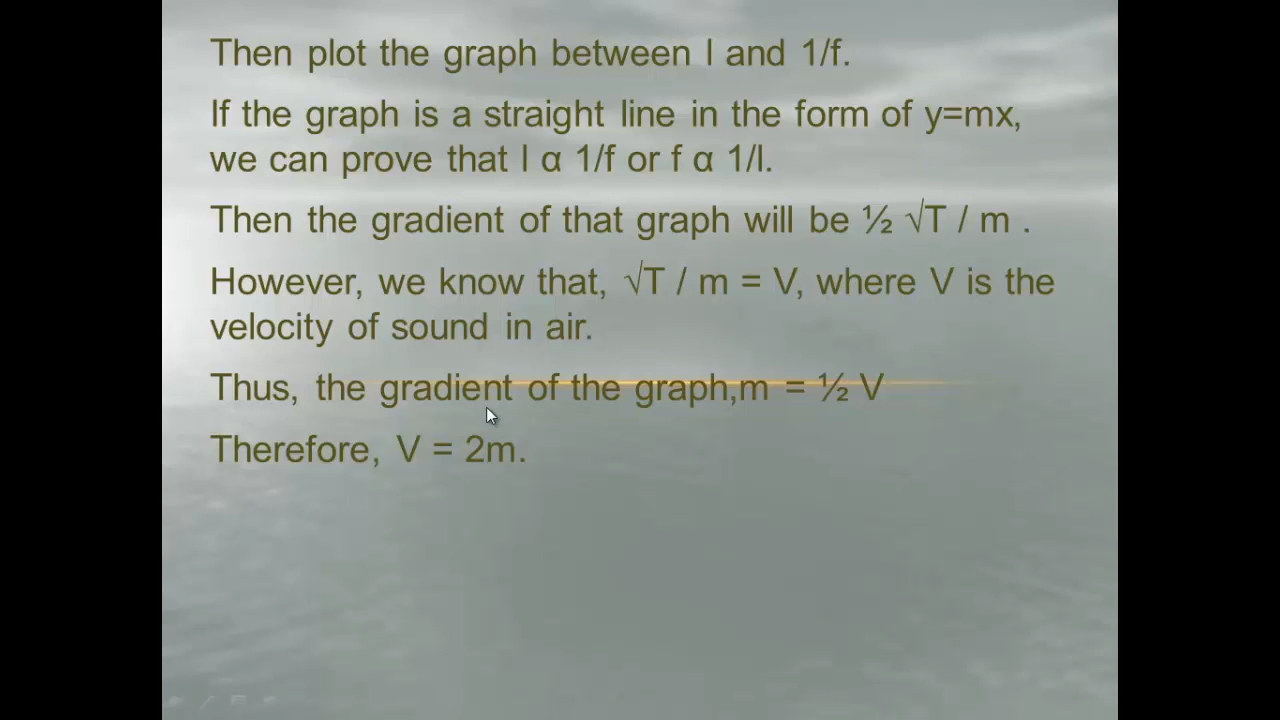 Then plot the graph between l and 1/f.
If the graph is a straight line in the form of y=mx,
we can prove that l α 1/f or f α 1/l.
Then the gradient of that graph will be ½ √T / m .
However, we know that, √T / m = V, where V is the
velocity of sound in air.
Thus, the gradient of the graph,m = ½ V
Therefore, V = 2m.